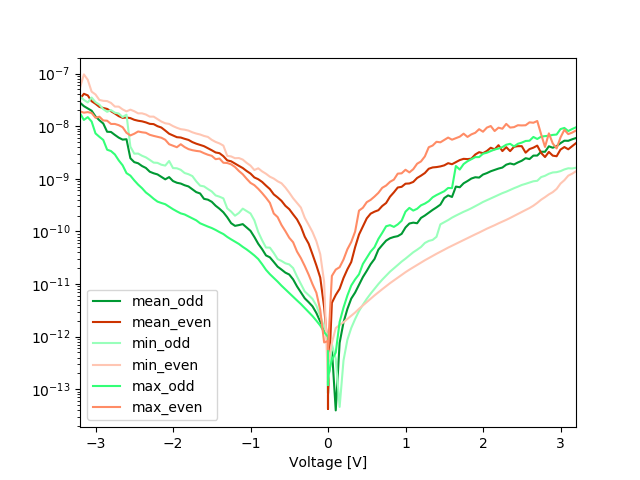 10⁻⁷
10⁻⁸
10⁻⁹
10⁻¹⁰
10⁻¹¹
10⁻¹²
10⁻¹³
mean_odd
mean_even
min_odd
min_even
max_odd
max_even
−3 −2 −1 0 1 2 3
Voltage [V]